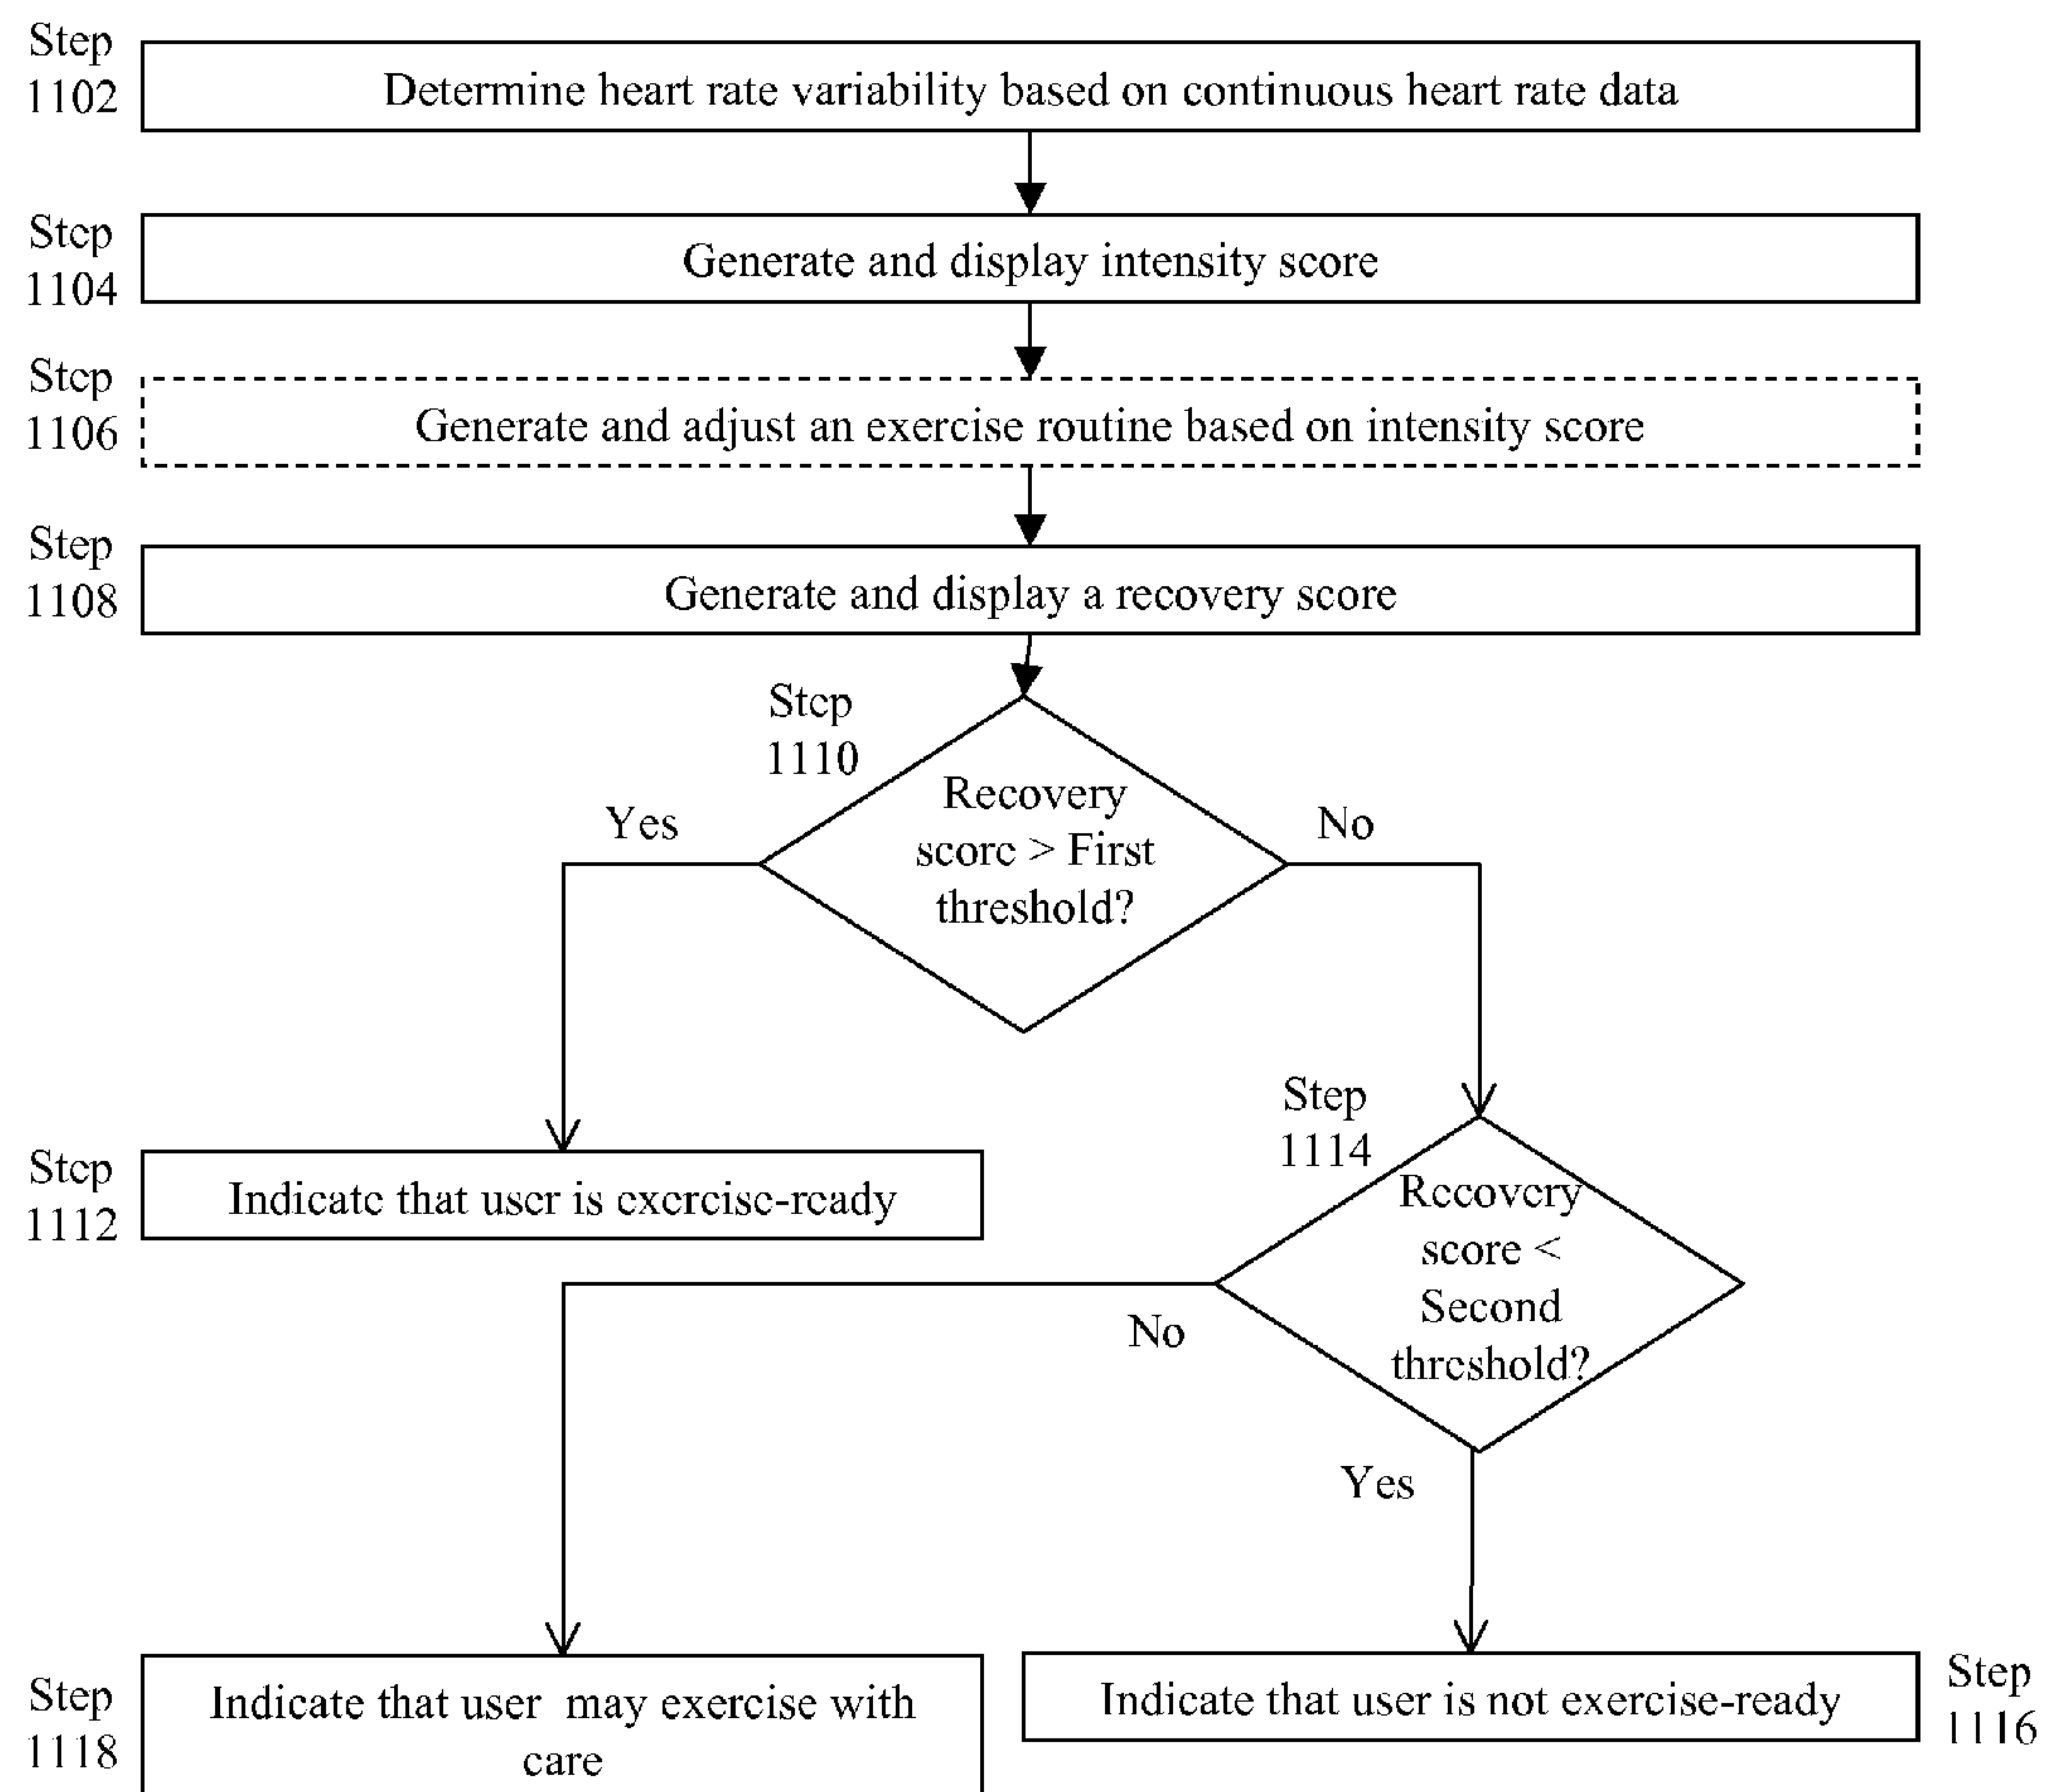 Step
1102
Determine heart rate variability based on continuous heart rate data
Step
1104
Generate and display intensity score
Step
1106
Generate and adjust an exercise routine based on intensity score
Step
1108
Generate and display a recovery score
Step
1110
Recovery
score > First
threshold?
Yes
No
Step
1112
Indicate that user is exercise-ready
Step
1114
Recovery
score <
Second
threshold?
No
Yes
Step
1118
Indicate that user may exercise with
care
Indicate that user is not exercise-ready
Step
1116